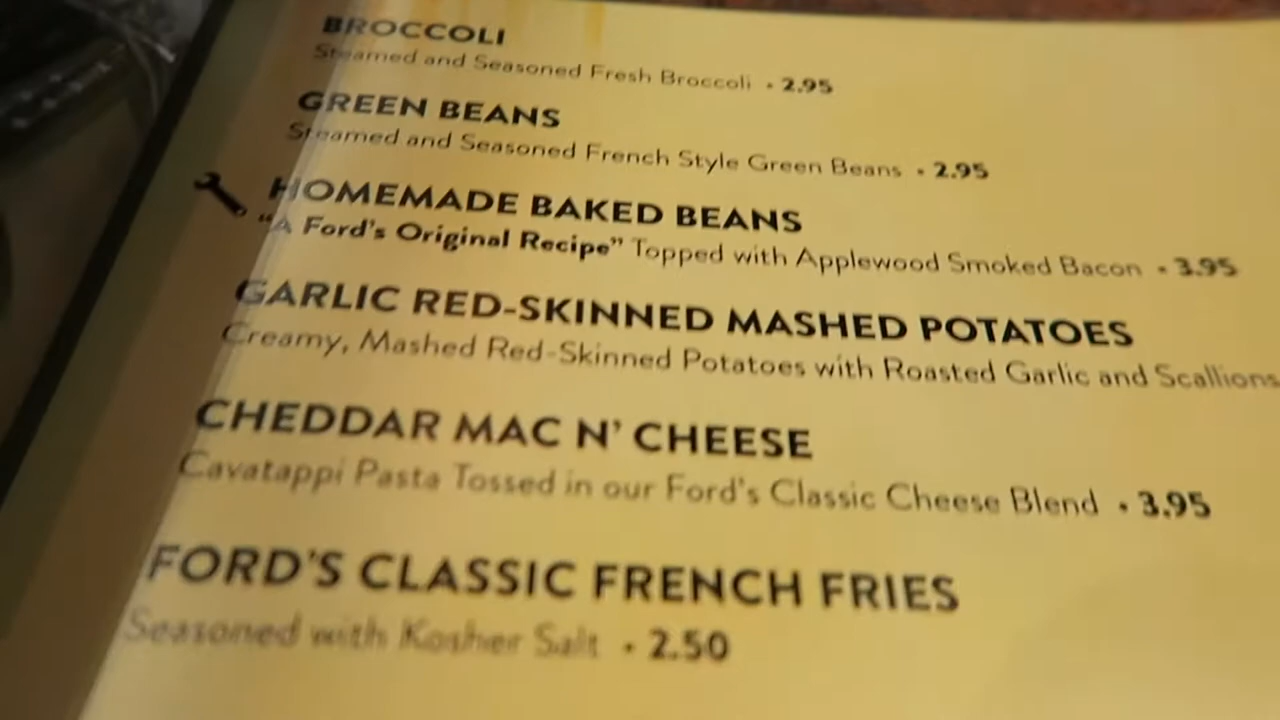 BROCCOLI
Steamed and Seasoned Fresh Broccoli • 2.95
GREEN BEANS
Steamed and Seasoned French Style Green Beans • 2.95
HOMEMADE BAKED BEANS
“A Ford's Original Recipe” Topped with Applewood Smoked Bacon • 3.95
GARLIC RED-SKINNED MASHED POTATOES
Creamy, Mashed Red-Skinned Potatoes with Roasted Garlic and Scallions
CHEDDAR MAC N' CHEESE
Cavatappi Pasta Tossed in our Ford's Classic Cheese Blend • 3.95
FORD'S CLASSIC FRENCH FRIES
Seasoned with Kosher Salt • 2.50